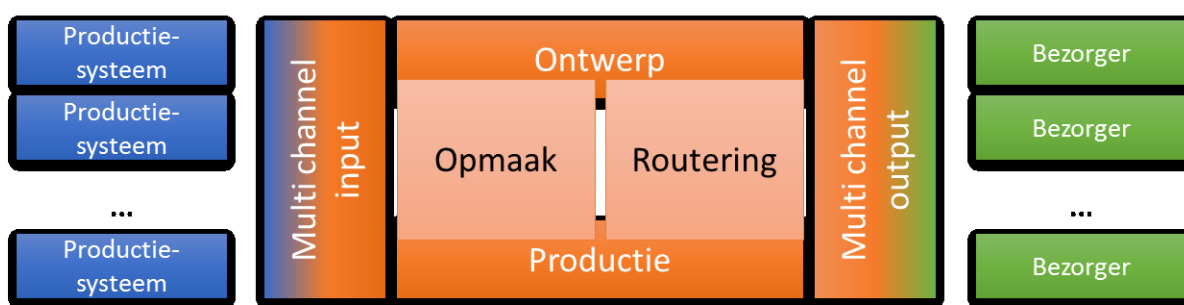 Productie-
systeem
Productie-
systeem
...
Productie-
systeem
Multi channel
input
Ontwerp
Opmaak
Routering
Productie
Multi channel
output
Bezorger
Bezorger
...
Bezorger